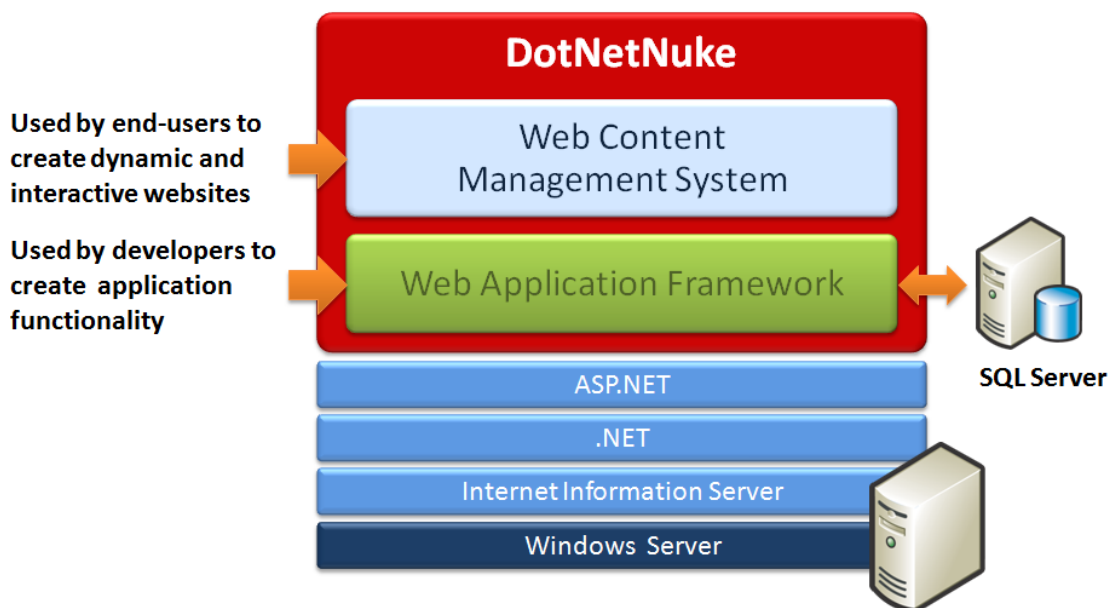 DotNetNuke
Used by end-users to
create dynamic and
interactive websites
Web Content
Management System
Used by developers to
create application
functionality
Web Application Framework
SQL Server
ASP.NET
.NET
Internet Information Server
Windows Server